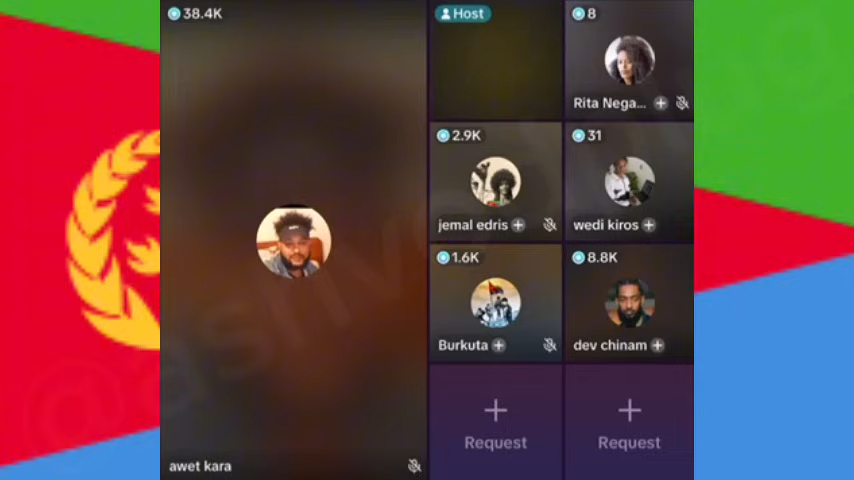 38.4K
Host
8
Rita Nega...
2.9K
31
jemal edris
wedi kiros
1.6K
8.8K
Burkuta
dev chinam
Request
Request
awet kara